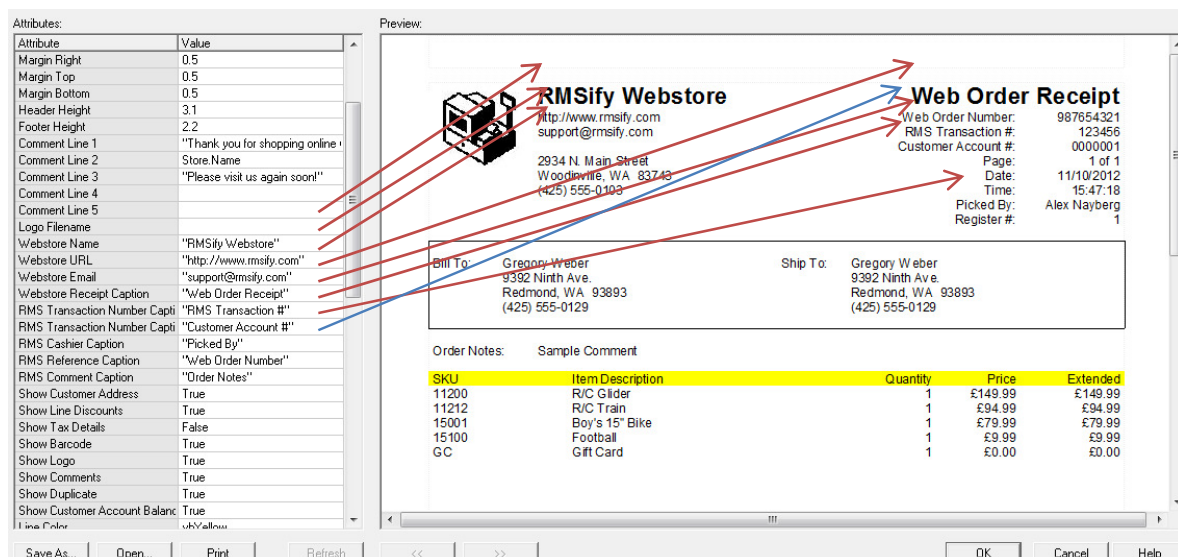 Attributes:
Attribute Value
Margin Right 0.5
Margin Top 0.5
Margin Bottom 0.5
Header Height 3.1
Footer Height 2.2
Comment Line 1 "Thank you for shopping online
Comment Line 2 Store.Name
Comment Line 3 "Please visit us again soon!"
Comment Line 4
Comment Line 5
Logo Filename
Webstore Name "RMSify Webstore"
Webstore URL "http://www.rmsify.com"
Webstore Email "support@rmsify.com"
Webstore Receipt Caption "Web Order Receipt"
RMS Transaction Number Capti "RMS Transaction #"
RMS Transaction Number Capti "Customer Account #"
RMS Cashier Caption "Picked By"
RMS Reference Caption "Web Order Number"
RMS Comment Caption "Order Notes"
Show Customer Address True
Show Line Discounts True
Show Tax Details False
Show Barcode True
Show Logo True
Show Comments True
Show Duplicate True
Show Customer Account Balanc True
Line Color vbYellow
Preview:
RMSify Webstore
http://www.rmsify.com
support@rmsify.com
2934 N. Main Street
Woodinville, WA 83743
(425) 555-0193
Web Order Receipt
Web Order Number: 987654321
RMS Transaction #: 123456
Customer Account #: 0000001
Page: 1 of 1
Date: 11/10/2012
Time: 15:47:18
Picked By: Alex Nayberg
Register #: 1
Bill To: Gregory Weber
9392 Ninth Ave.
Redmond, WA 93893
(425) 555-0129
Ship To: Gregory Weber
9392 Ninth Ave.
Redmond, WA 93893
(425) 555-0129
Order Notes: Sample Comment
SKU Item Description Quantity Price Extended
11200 R/C Glider 1 £149.99 £149.99
11212 R/C Train 1 £94.99 £94.99
15001 Boy's 15" Bike 1 £79.99 £79.99
15100 Football 1 £9.99 £9.99
GC Gift Card 1 £0.00 £0.00
Save As... Open... Print Refresh << >> OK Cancel Help